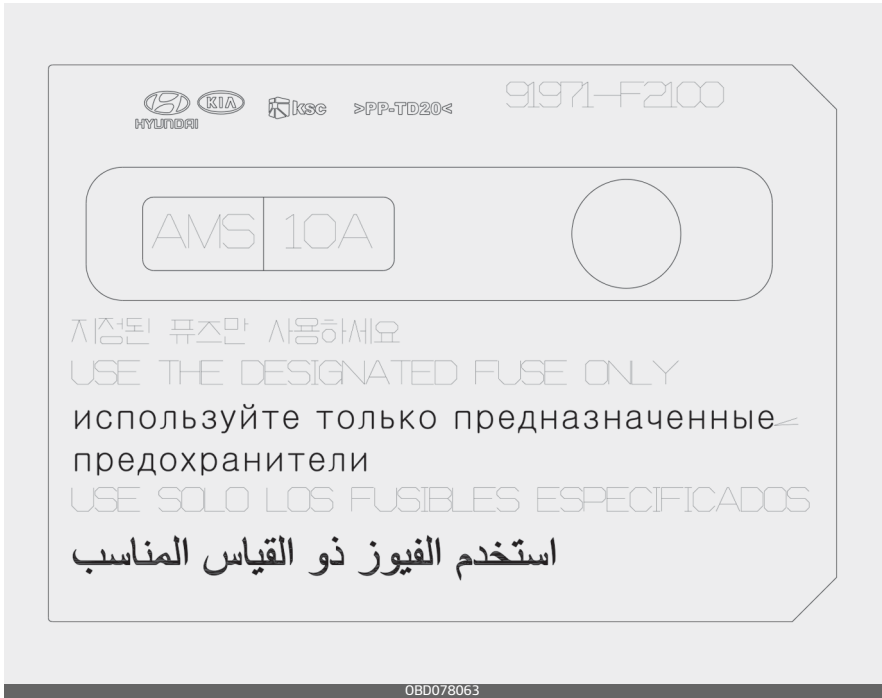 HYUNDAI KIA ksc >PP-TD20< 91971-F2100
AMS 10A
지정된 퓨즈만 사용하세요
USE THE DESIGNATED FUSE ONLY
используйте только предназначенные
предохранители
USE SOLO LOS FUSIBLES ESPECIFICADOS
استخدم الفيوز ذو القياس المناسب
OBD078063